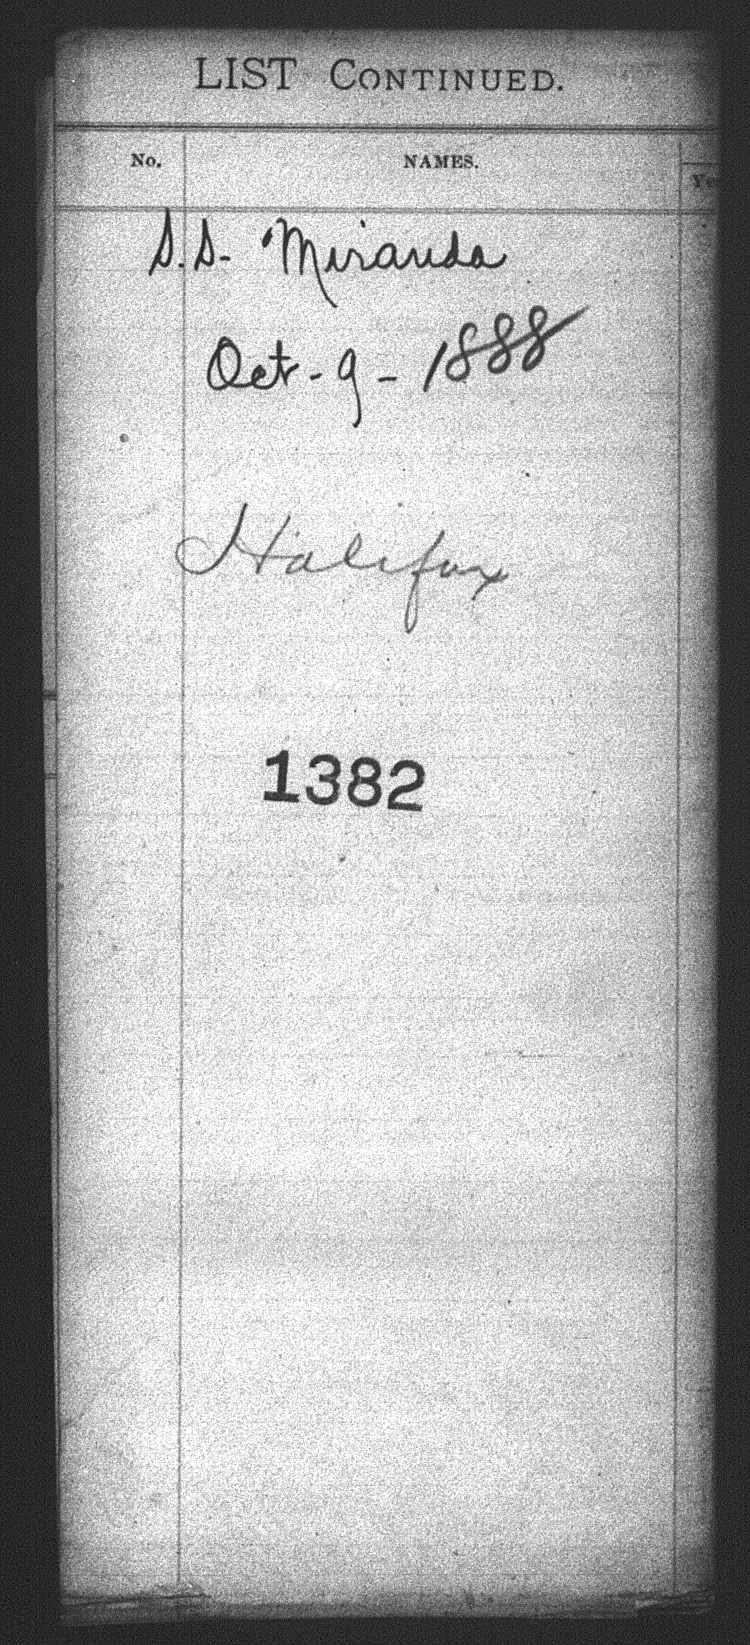 LIST CONTINUED.
No. NAMES.
S.S. Miranda
Oct - 9 - 1888
Halifax
1382